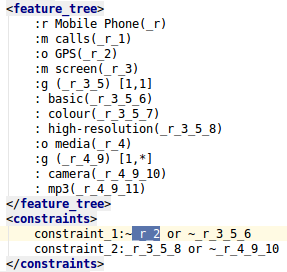 <feature_tree>
:r Mobile Phone(_r)
:m calls(_r_1)
:o GPS(_r_2)
:m screen(_r_3)
:g (_r_3_5) [1,1]
: basic(_r_3_5_6)
: colour(_r_3_5_7)
: high-resolution(_r_3_5_8)
:o media(_r_4)
:g (_r_4_9) [1,*]
: camera(_r_4_9_10)
: mp3(_r_4_9_11)
</feature_tree>
<constraints>
constraint_1:~_r_2 or ~_r_3_5_6
constraint_2:_r_3_5_8 or ~_r_4_9_10
</constraints>